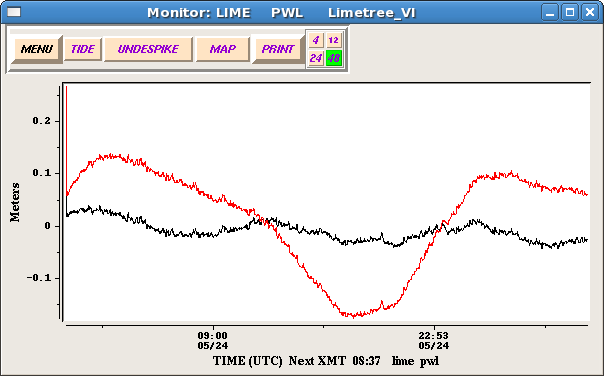 Monitor: LIME PWL Limetree_VI
MENU TIDE UNDESPIKE MAP PRINT 4 12
24 48
0.2
0.1
0
-0.1
Meters
09:00 22:53
05/24 05/24
TIME (UTC) Next XMT 08:37 lime pwl